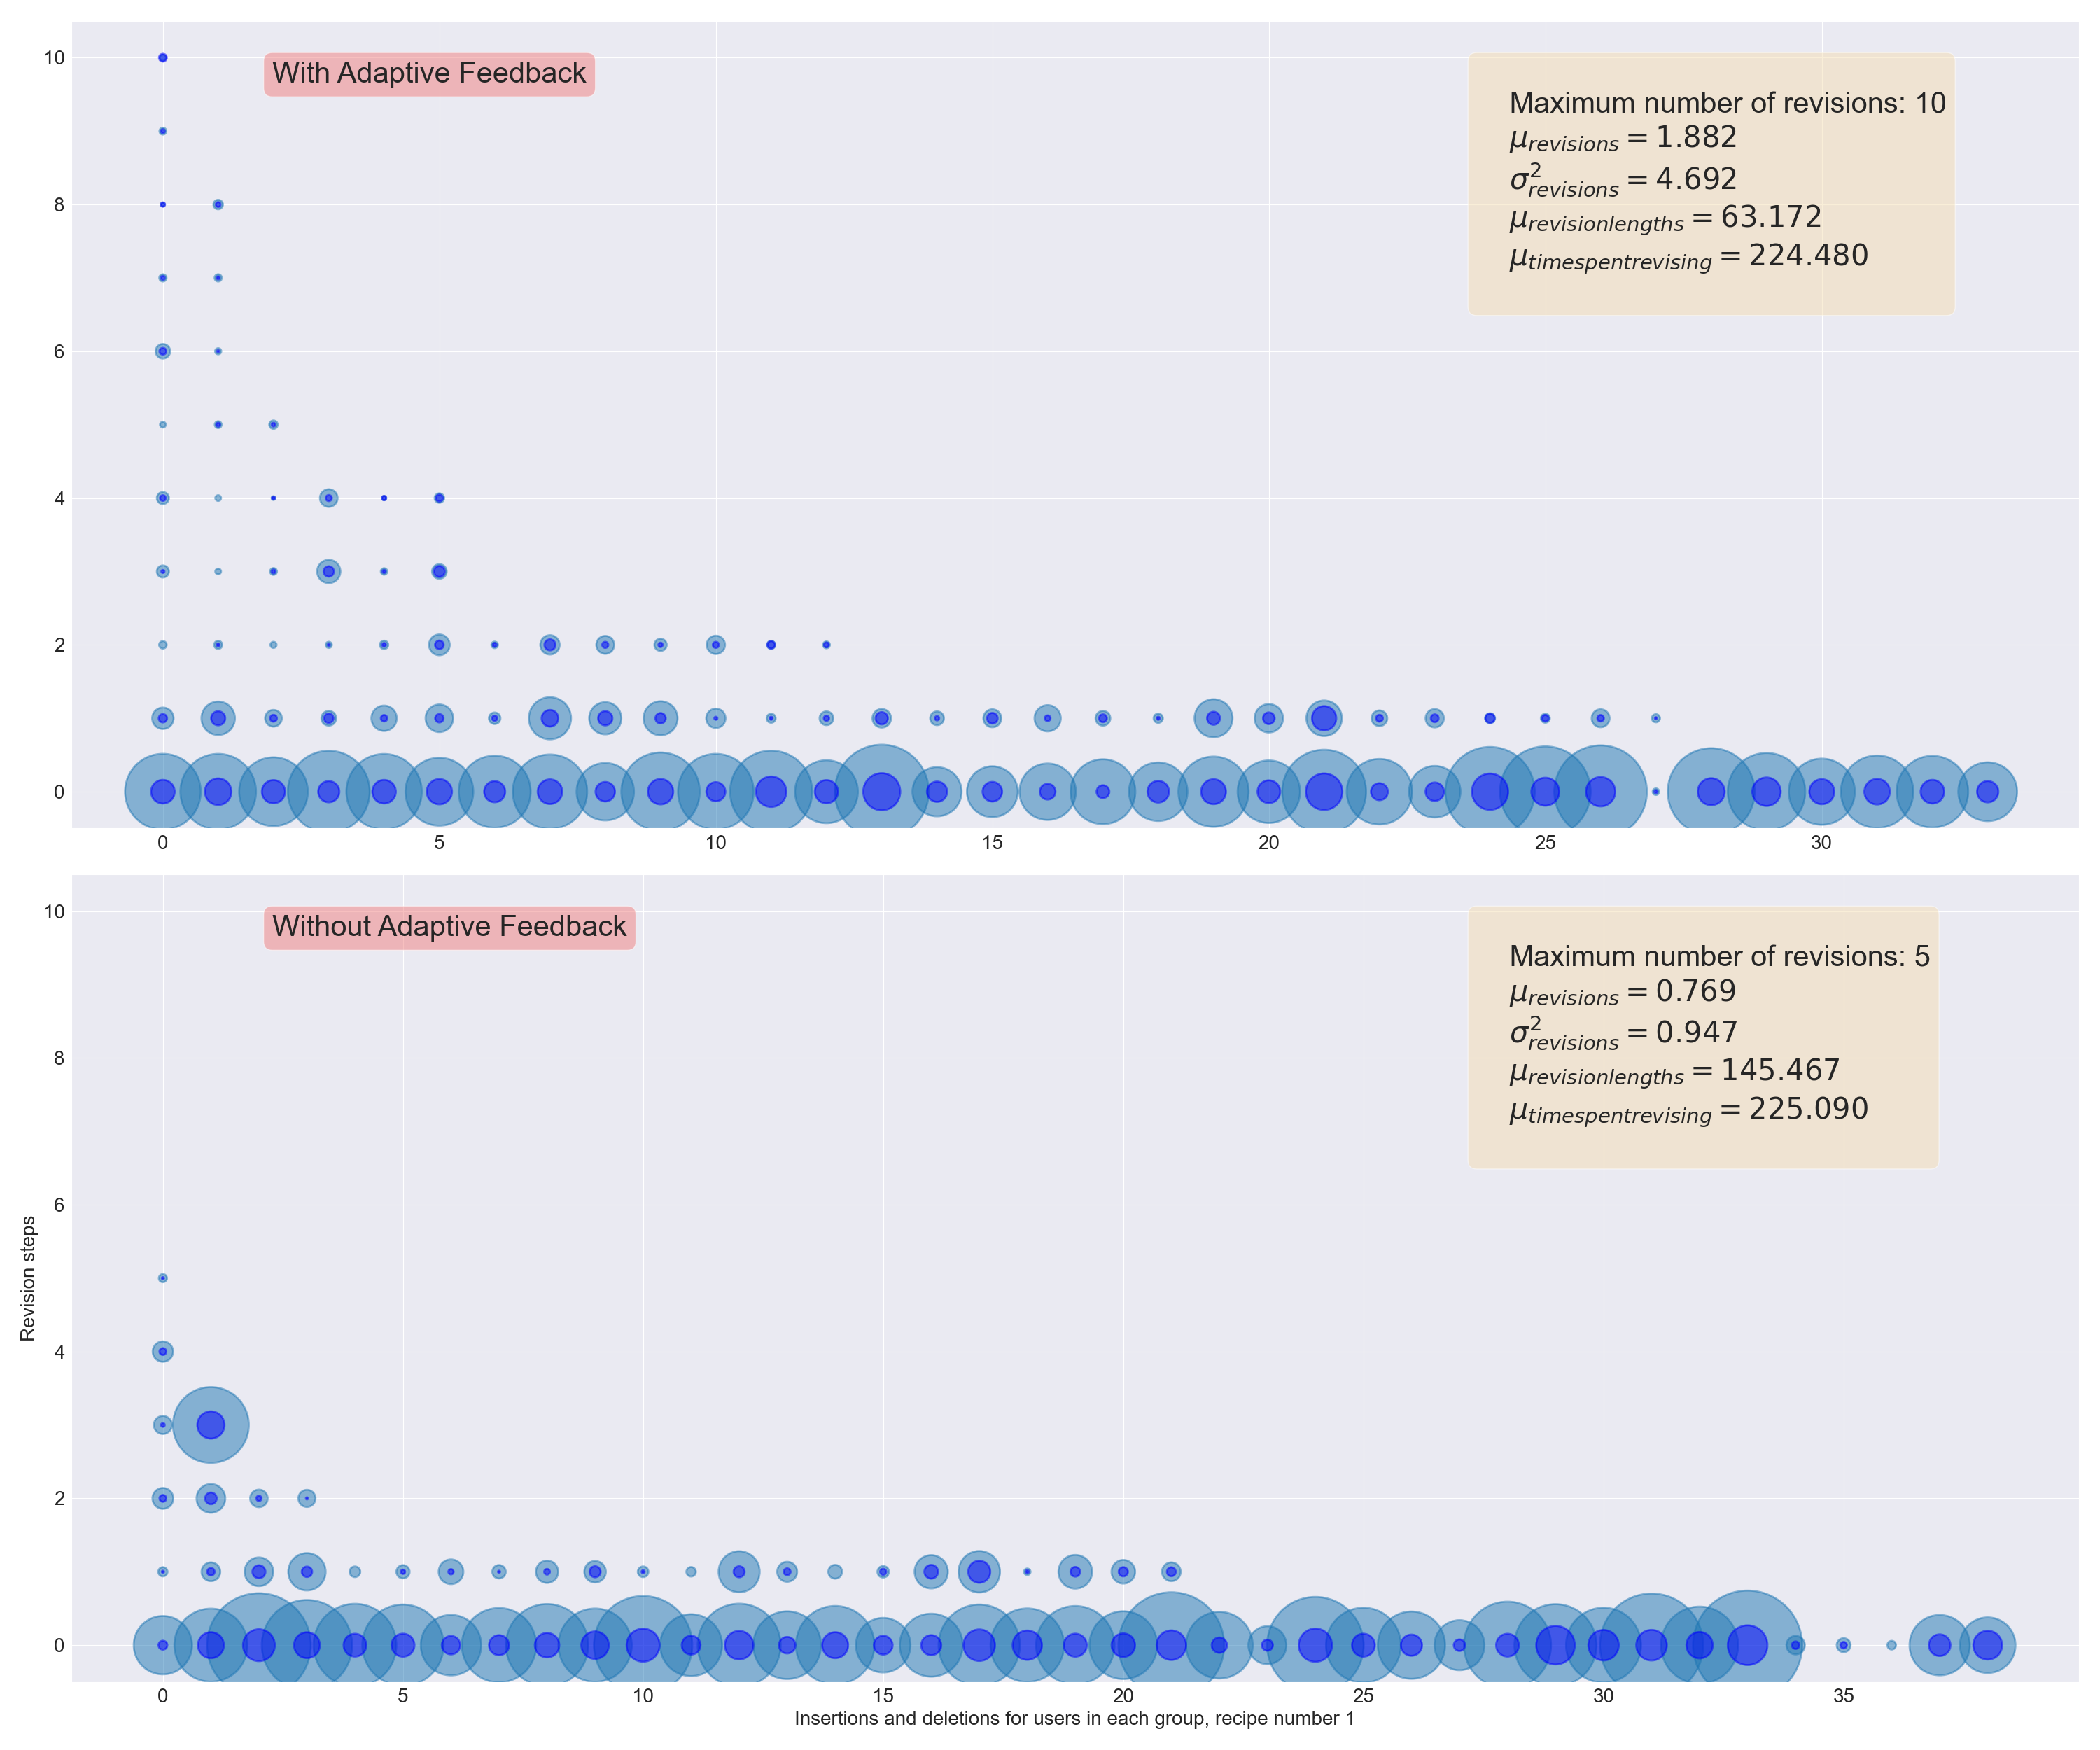 10
8
6
4
2
0
With Adaptive Feedback
Maximum number of revisions: 10
μrevisions = 1.882
σ²revisions = 4.692
μrevisionlengths = 63.172
μtimespentrevising = 224.480
0 5 10 15 20 25 30
10
8
6
4
2
0
Revision steps
Without Adaptive Feedback
Maximum number of revisions: 5
μrevisions = 0.769
σ²revisions = 0.947
μrevisionlengths = 145.467
μtimespentrevising = 225.090
0 5 10 15 20 25 30 35
Insertions and deletions for users in each group, recipe number 1